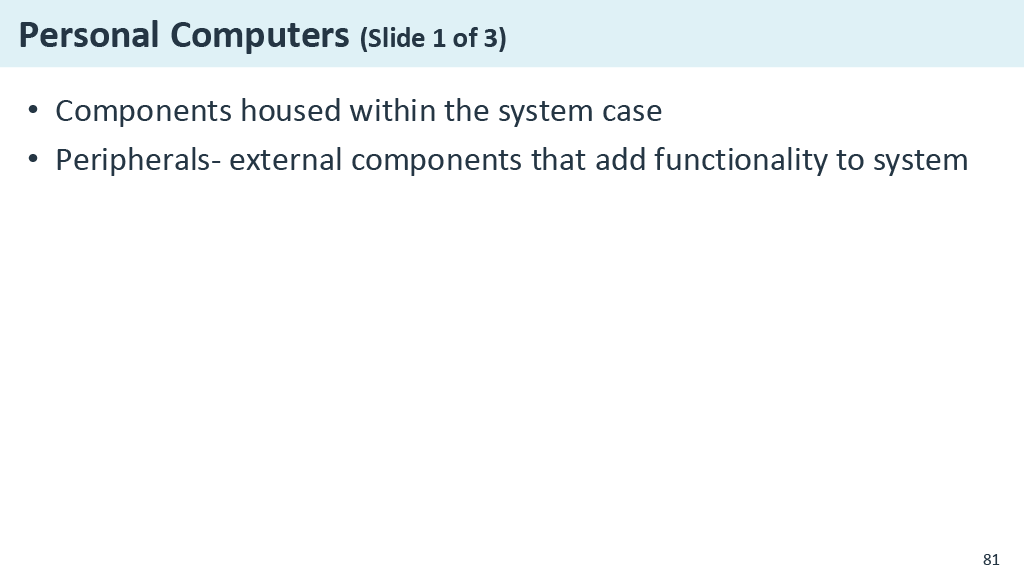 Personal Computers (Slide 1 of 3)
• Components housed within the system case
• Peripherals- external components that add functionality to system
81